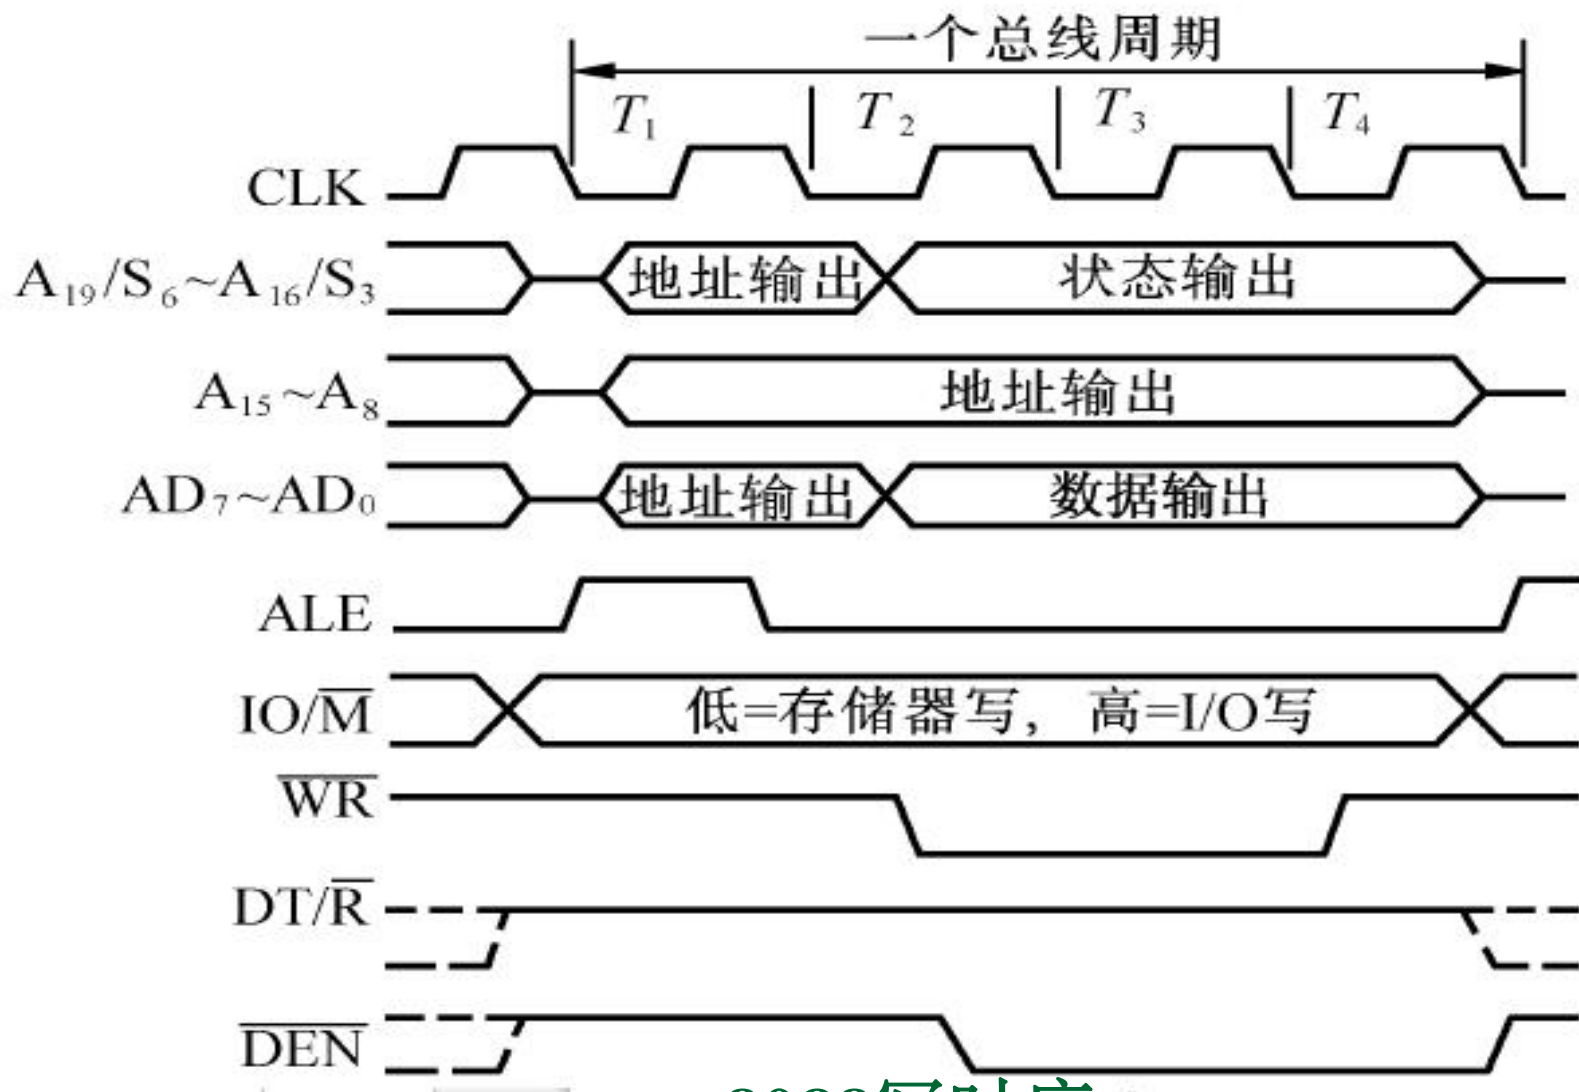 一个总线周期
T1 T2 T3 T4
CLK
A19/S6~A16/S3 地址输出 状态输出
A15~A8 地址输出
AD7~AD0 地址输出 数据输出
ALE
IO/M̅ 低=存储器写, 高=I/O写
W̅R̅
DT/R̅
D̅E̅N̅